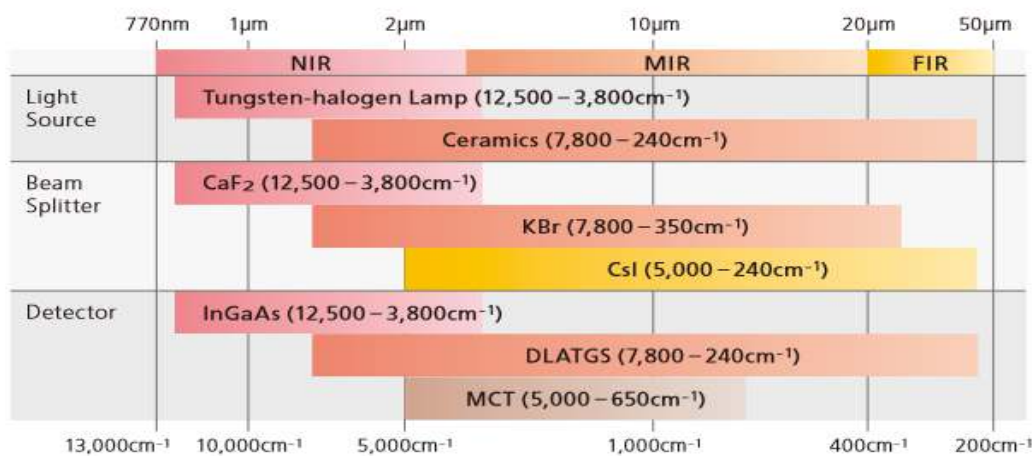 770nm 1μm 2μm 10μm 20μm 50μm
NIR MIR FIR
Light
Source
Tungsten-halogen Lamp (12,500–3,800cm⁻¹)
Ceramics (7,800–240cm⁻¹)
Beam
Splitter
CaF₂ (12,500–3,800cm⁻¹)
KBr (7,800–350cm⁻¹)
CsI (5,000–240cm⁻¹)
Detector
InGaAs (12,500–3,800cm⁻¹)
DLATGS (7,800–240cm⁻¹)
MCT (5,000–650cm⁻¹)
13,000cm⁻¹ 10,000cm⁻¹ 5,000cm⁻¹ 1,000cm⁻¹ 400cm⁻¹ 200cm⁻¹